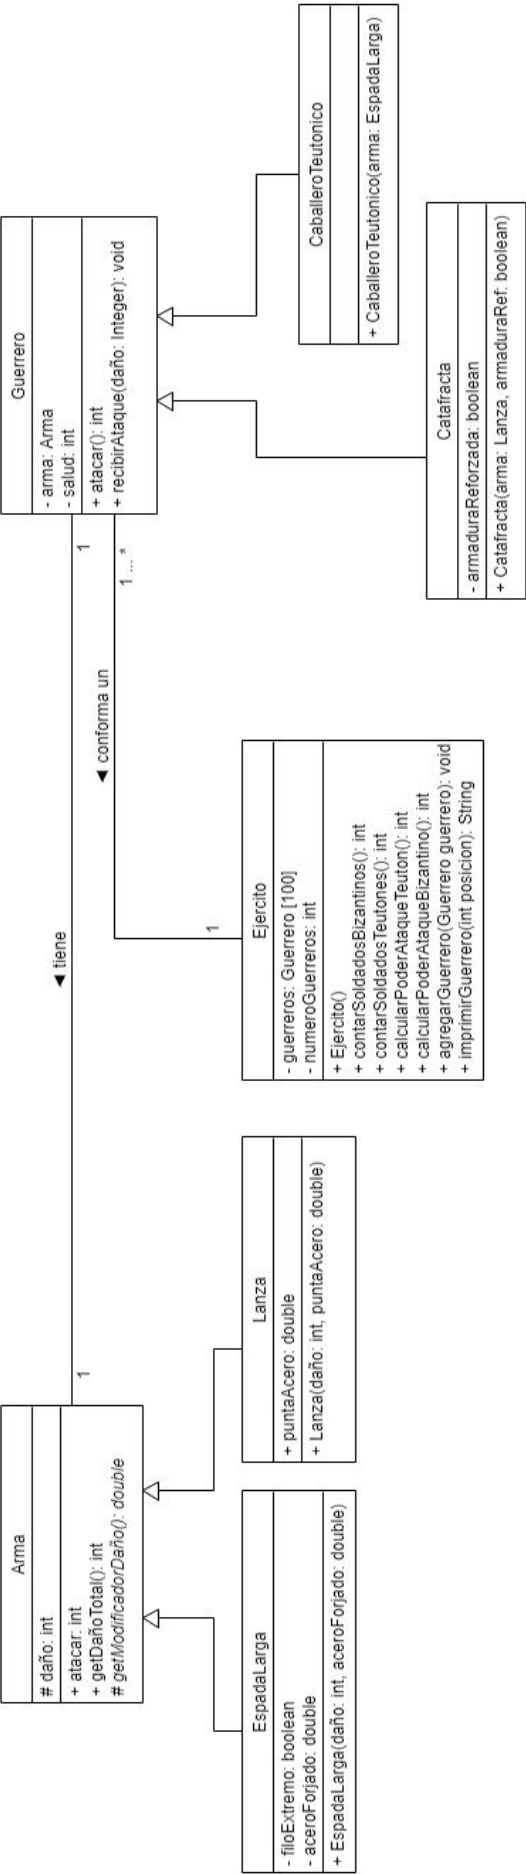 Arma
# daño: int
+ atacar: int
+ getDañoTotal(): int
# getModificadorDaño(): double
◄ tiene
1
1
Guerrero
- arma: Arma
- salud: int
+ atacar(): int
+ recibirAtaque(daño: Integer): void
◄ conforma un
1 ... *
1
EspadaLarga
- filoExtremo: boolean
- aceroForjado: double
+ EspadaLarga(daño: int, aceroForjado: double)
Lanza
+ puntaAcero: double
+ Lanza(daño: int, puntaAcero: double)
Ejercito
- guerreros: Guerrero [100]
- numeroGuerreros: int
+ Ejercito()
+ contarSoldadosBizantinos(): int
+ contarSoldadosTeutones(): int
+ calcularPoderAtaqueTeuton(): int
+ calcularPoderAtaqueBizantino(): int
+ agregarGuerrero(Guerrero guerrero): void
+ imprimirGuerrero(int posicion): String
CaballeroTeutonico
+ CaballeroTeutonico(arma: EspadaLarga)
Catafracta
- armaduraReforzada: boolean
+ Catafracta(arma: Lanza, armaduraRef: boolean)